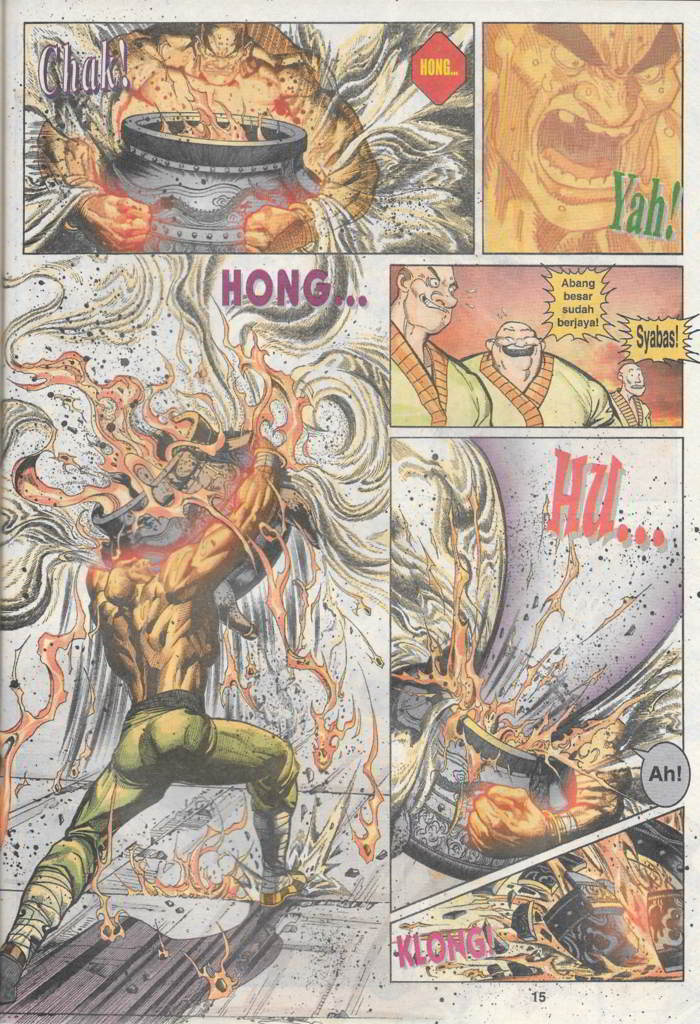 Chak!
HONG...
Yah!
HONG...
Abang
besar
sudah
berjaya!
Syabas!
HU...
Ah!
KLONG!
15